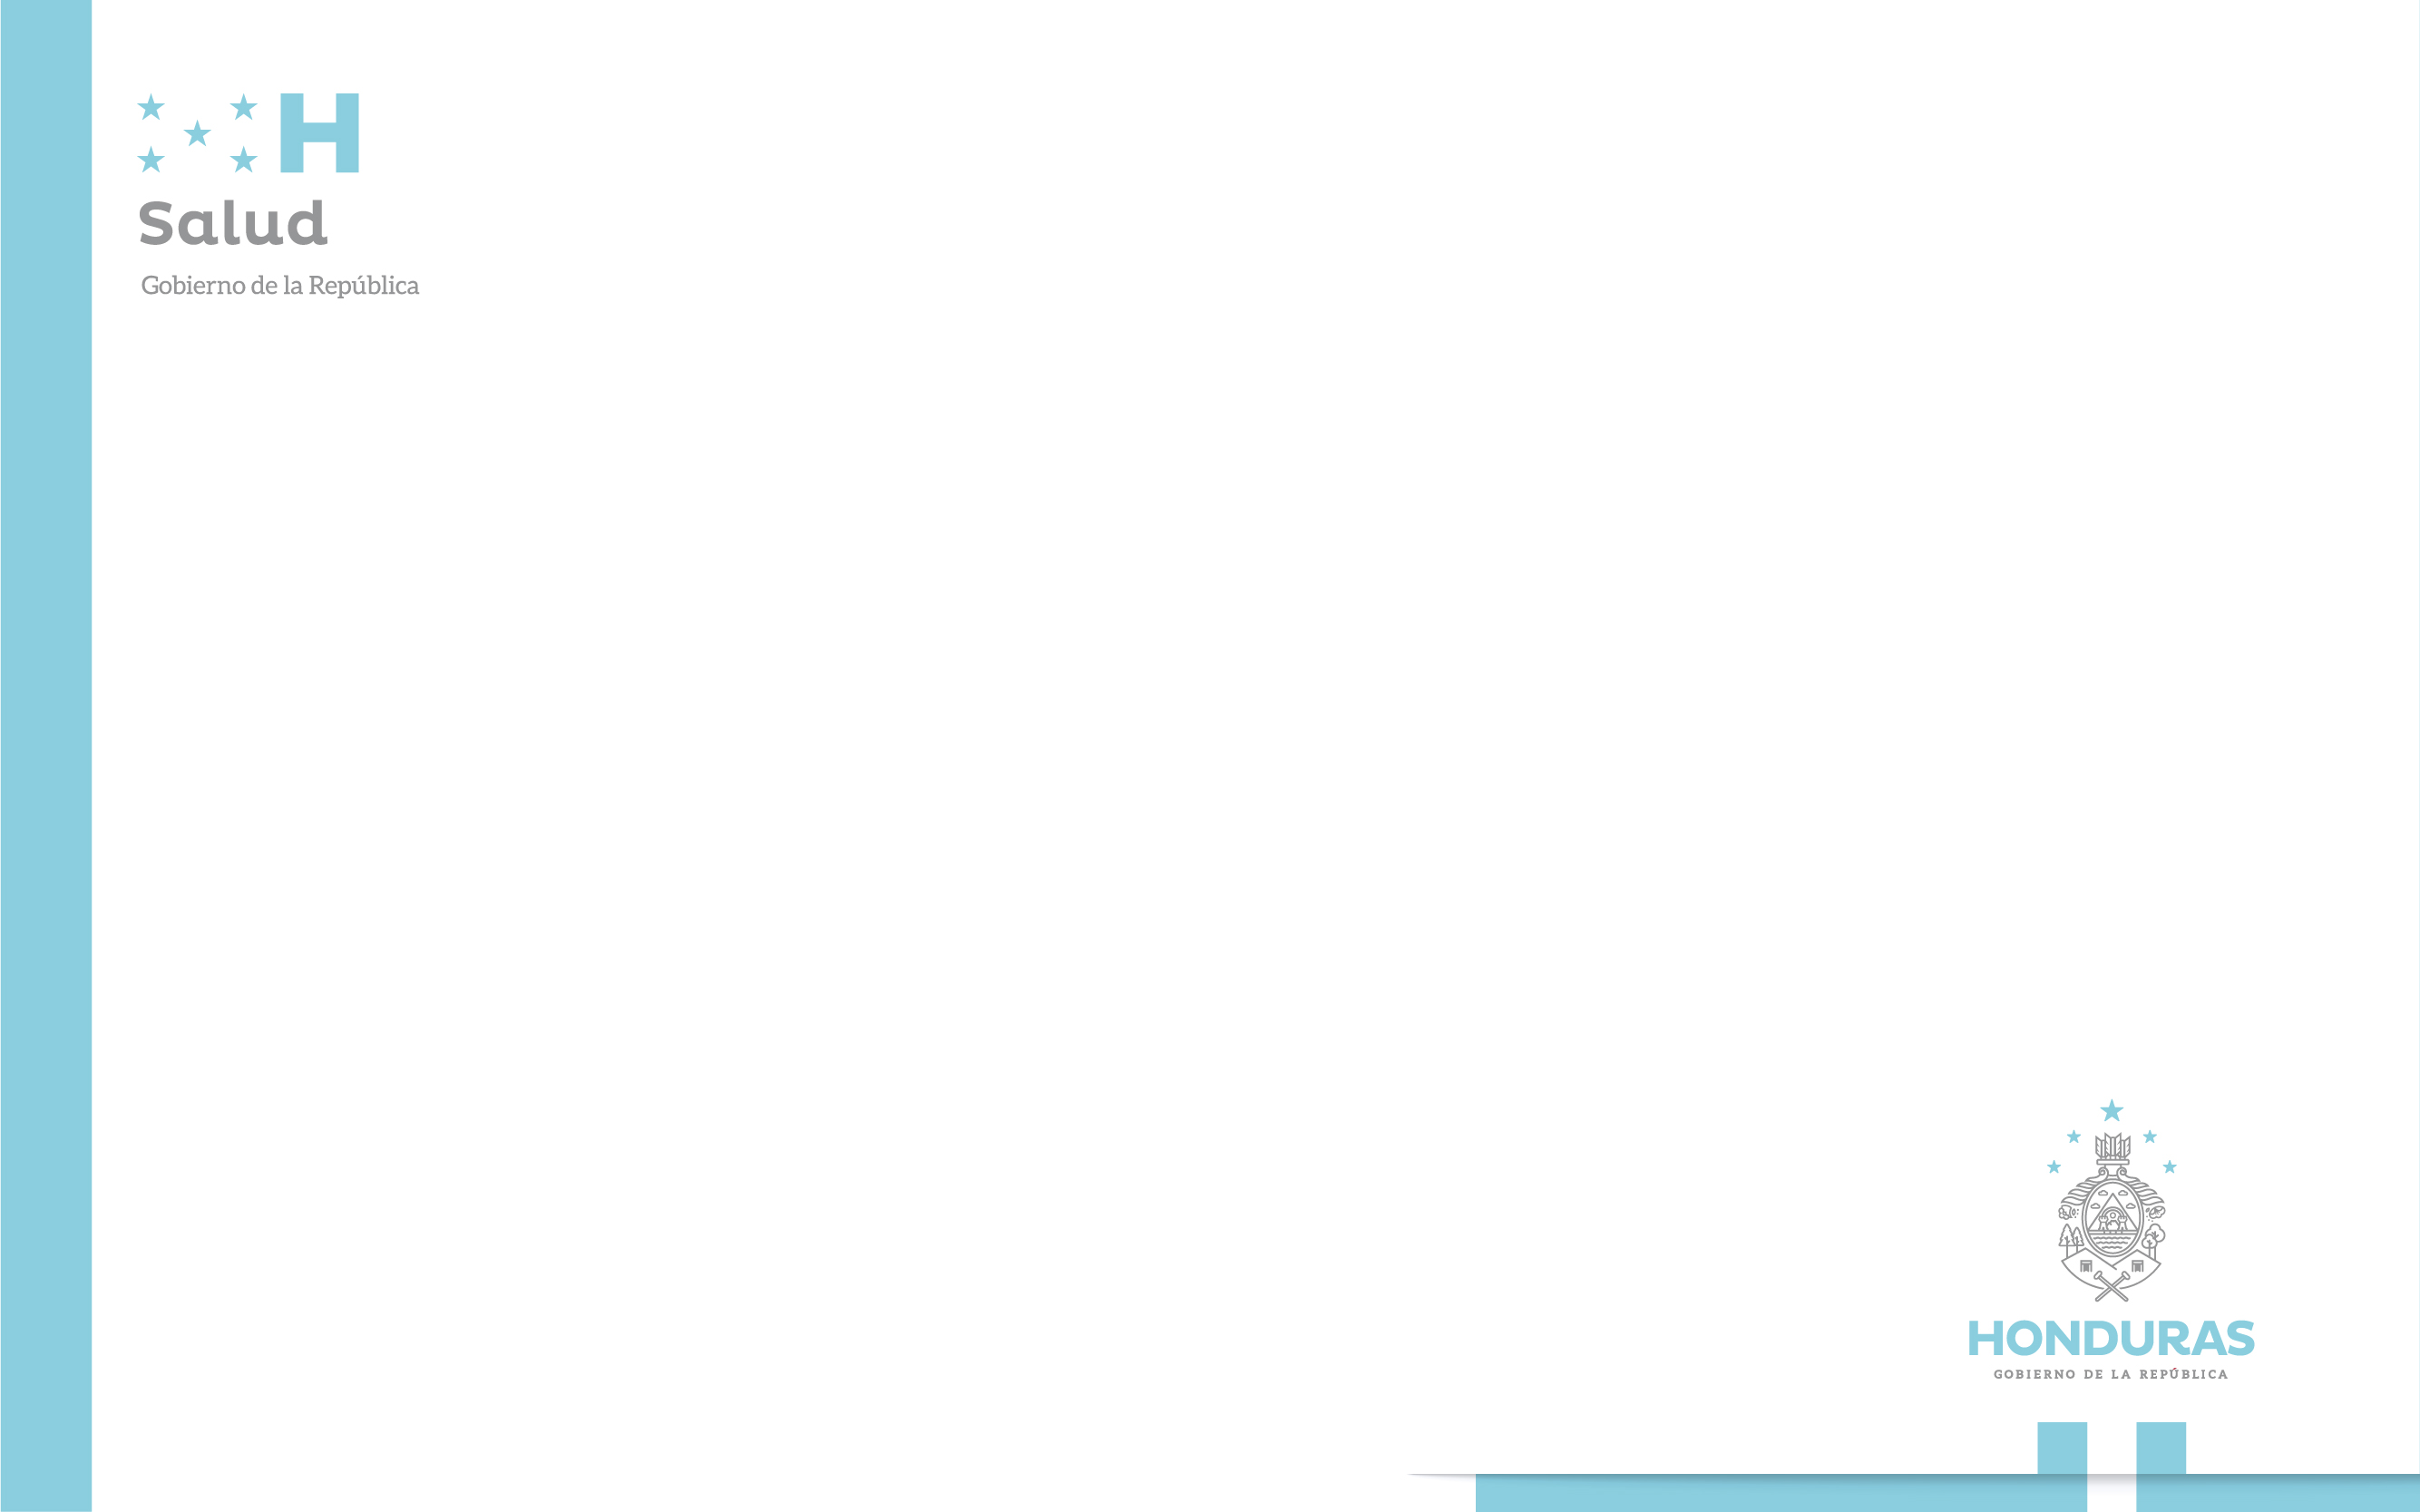 H
Salud
Gobierno de la República
HONDURAS
GOBIERNO DE LA REPÚBLICA